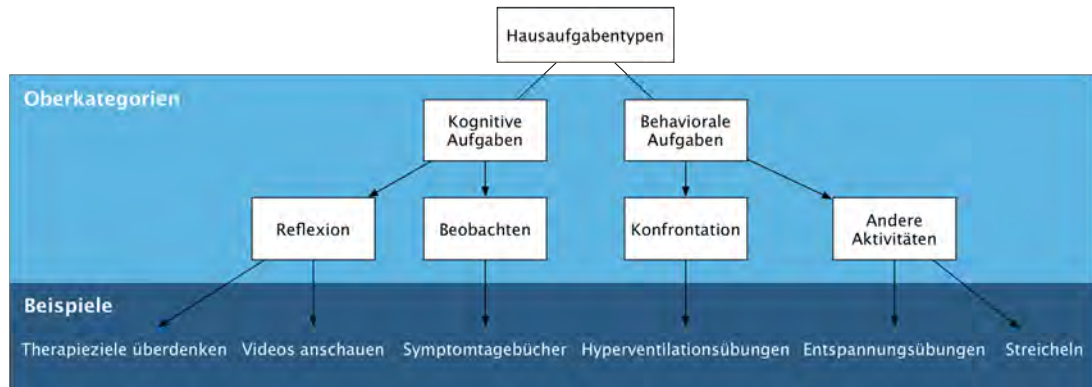 Hausaufgabentypen
Oberkategorien
Kognitive
Aufgaben
Behaviorale
Aufgaben
Reflexion
Beobachten
Konfrontation
Andere
Aktivitäten
Beispiele
Therapieziele überdenken
Videos anschauen
Symptomtagebücher
Hyperventilationsübungen
Entspannungsübungen
Streicheln